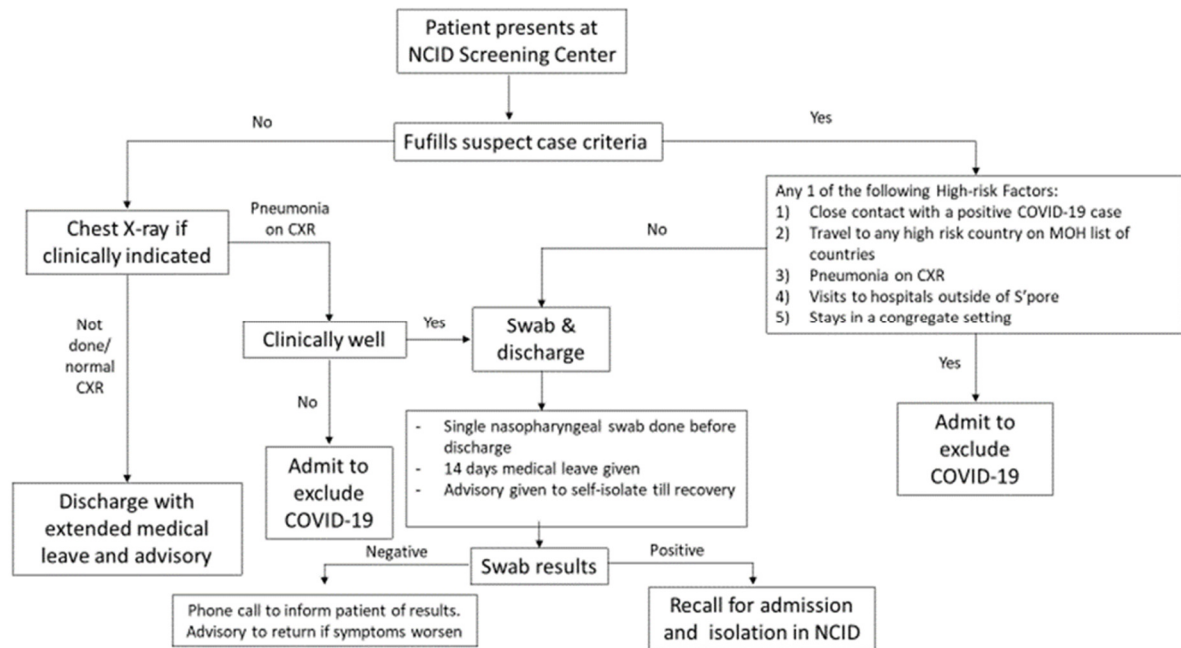 Patient presents at
NCID Screening Center
No
Fufills suspect case criteria
Yes
Any 1 of the following High-risk Factors:
1) Close contact with a positive COVID-19 case
2) Travel to any high risk country on MOH list of
countries
3) Pneumonia on CXR
4) Visits to hospitals outside of S'pore
5) Stays in a congregate setting
Chest X-ray if
clinically indicated
Pneumonia
on CXR
No
Not
done/
normal
CXR
Clinically well
Yes
Swab &
discharge
Yes
No
Admit to
exclude
COVID-19
- Single nasopharyngeal swab done before
discharge
- 14 days medical leave given
- Advisory given to self-isolate till recovery
Admit to
exclude
COVID-19
Discharge with
extended medical
leave and advisory
Negative
Swab results
Positive
Phone call to inform patient of results.
Advisory to return if symptoms worsen
Recall for admission
and isolation in NCID